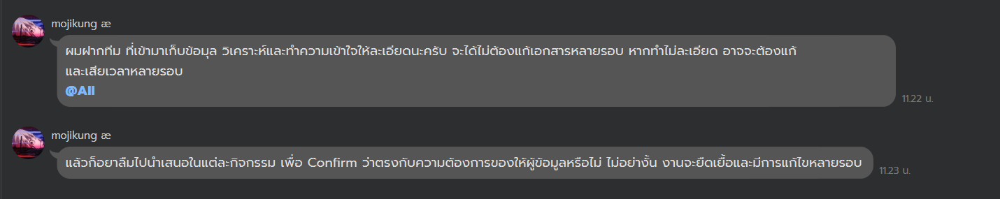 mojikung æ
ผมฝากทีม ที่เข้ามาเก็บข้อมุล วิเคราะห์และทำความเข้าใจให้ละเอียดนะครับ จะได้ไม่ต้องแก้เอกสารหลายรอบ หากทำไม่ละเอียด อาจจะต้องแก้
และเสียเวลาหลายรอบ
@All
11.22 น.
mojikung æ
แล้วก็อยาลืมไปนำเสนอในแต่ละกิจกรรม เพื่อ Confirm ว่าตรงกับความต้องการของให้ผู้ข้อมูลหรือไม่ ไม่อย่างั้น งานจะยืดเยื้อและมีการแก้ไขหลายรอบ
11.23 น.